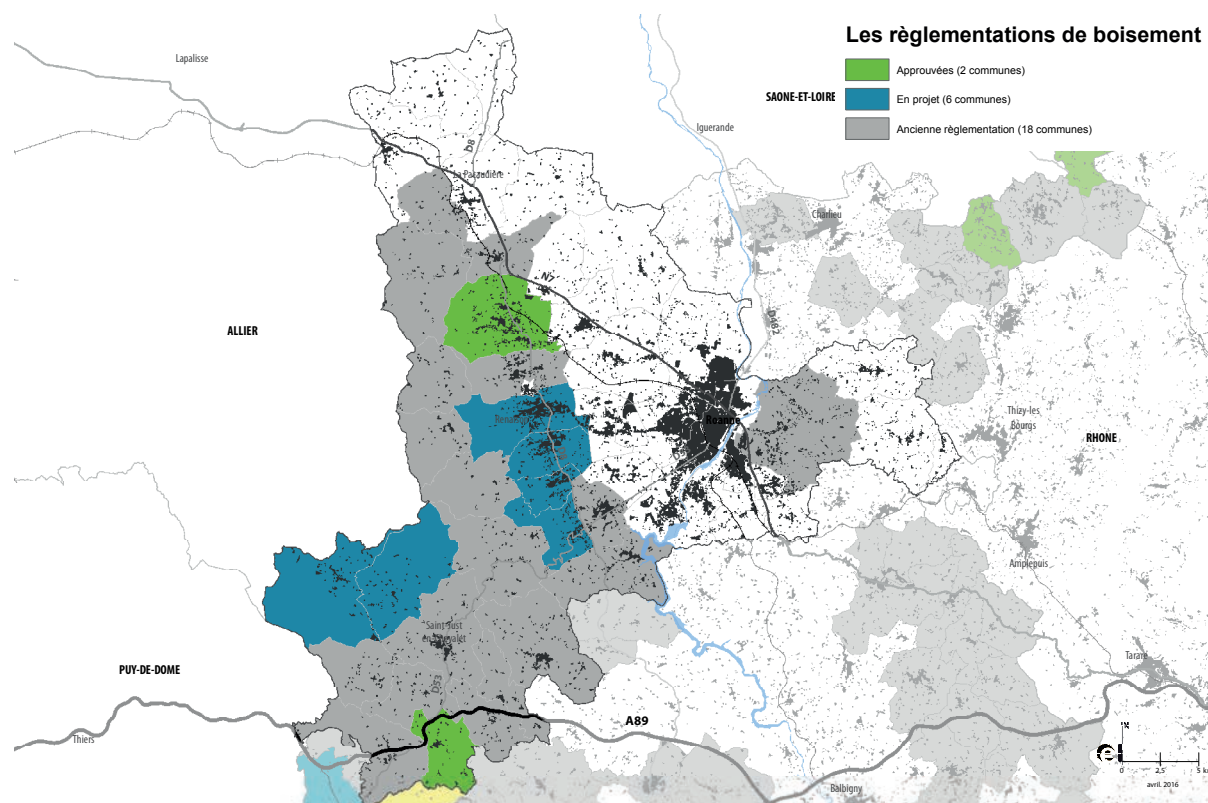 Les règlementations de boisement
Approuvées (2 communes)
En projet (6 communes)
Ancienne règlementation (18 communes)
SAONE-ET-LOIRE
Lapalisse
Iguerande
D8
La Pacaudière
Charlieu
N7
D482
ALLIER
Roanne
Thizy-les
Bourgs
RHONE
Amplepuis
Saint-Just
en-Chevalet
PUY-DE-DOME
Tarare
D53
A89
Thiers
Balbigny
0 2,5 5
avril. 2016